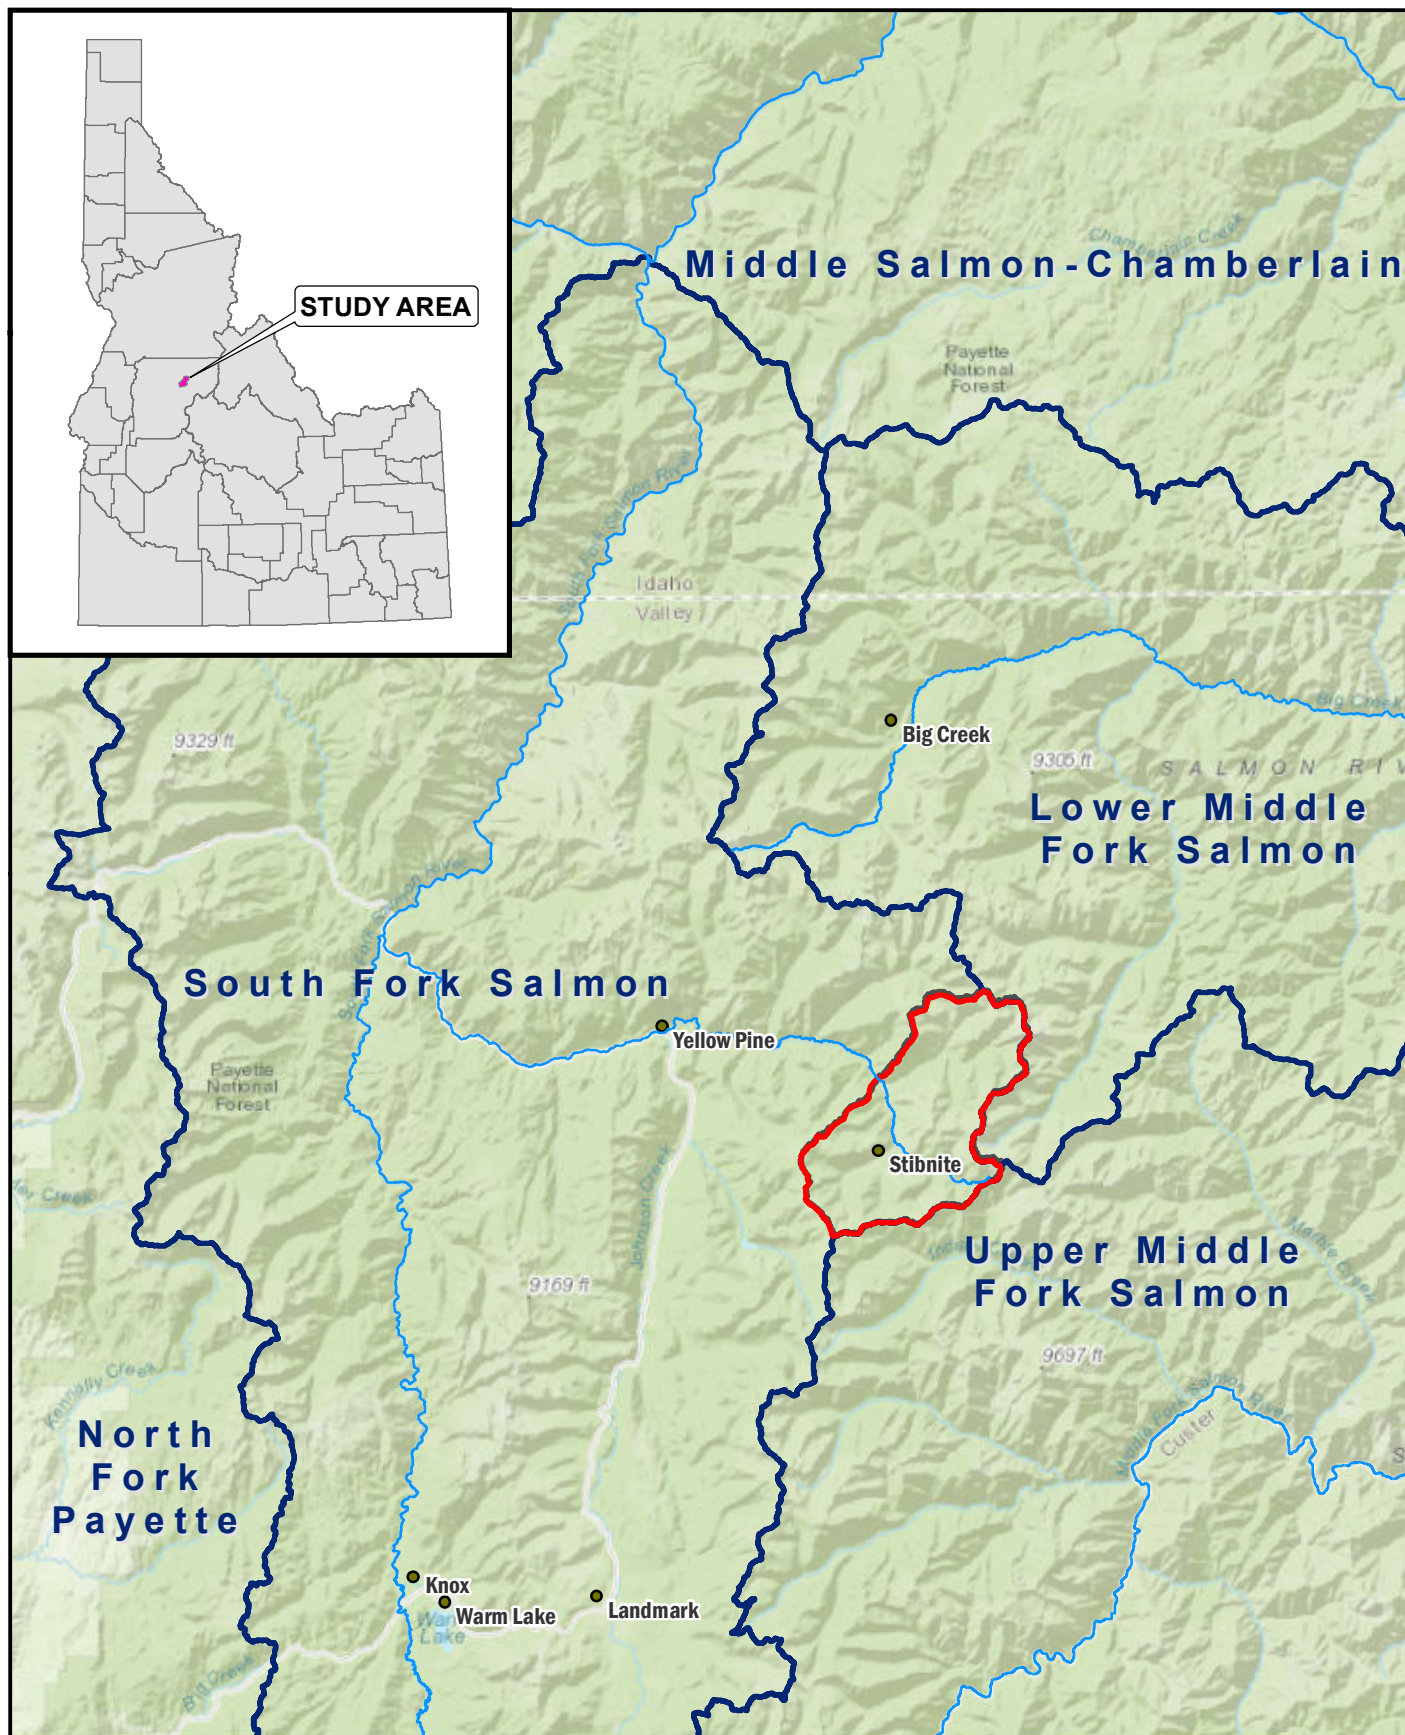 STUDY AREA
Chamberlain Creek
Middle Salmon-Chamberlain
Payette
National
Forest
South Fork Salmon River
Idaho
Valley
Big Creek
Big Creek
9329 ft
9305 ft
SALMON RIV
Lower Middle
Fork Salmon
South Fork Salmon River
South Fork Salmon
Yellow Pine
Payette
National
Forest
Stibnite
Johnson Creek
Creek
Marble Creek
Upper Middle
Fork Salmon
9169 ft
9697 ft
Kennally Creek
Middle Fork Salmon River
Custer
North
Fork
Payette
Knox
Warm Lake
Landmark
Warm
Lake
Big Creek